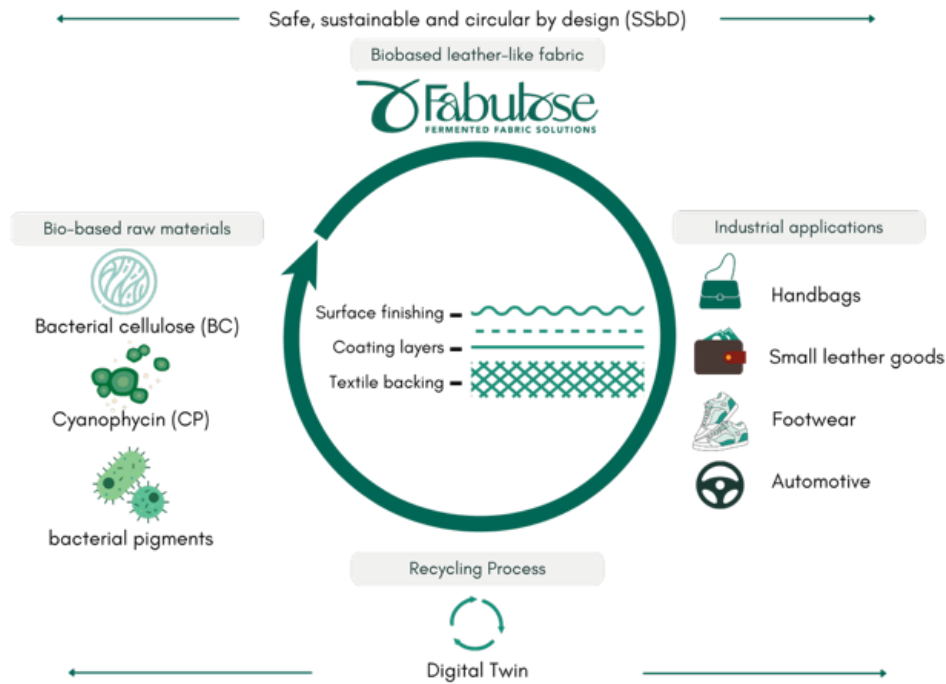 Safe, sustainable and circular by design (SSbD)
Biobased leather-like fabric
Fabulose
FERMENTED FABRIC SOLUTIONS
Bio-based raw materials
Bacterial cellulose (BC)
Cyanophycin (CP)
bacterial pigments
Surface finishing
Coating layers
Textile backing
Industrial applications
Handbags
Small leather goods
Footwear
Automotive
Recycling Process
Digital Twin